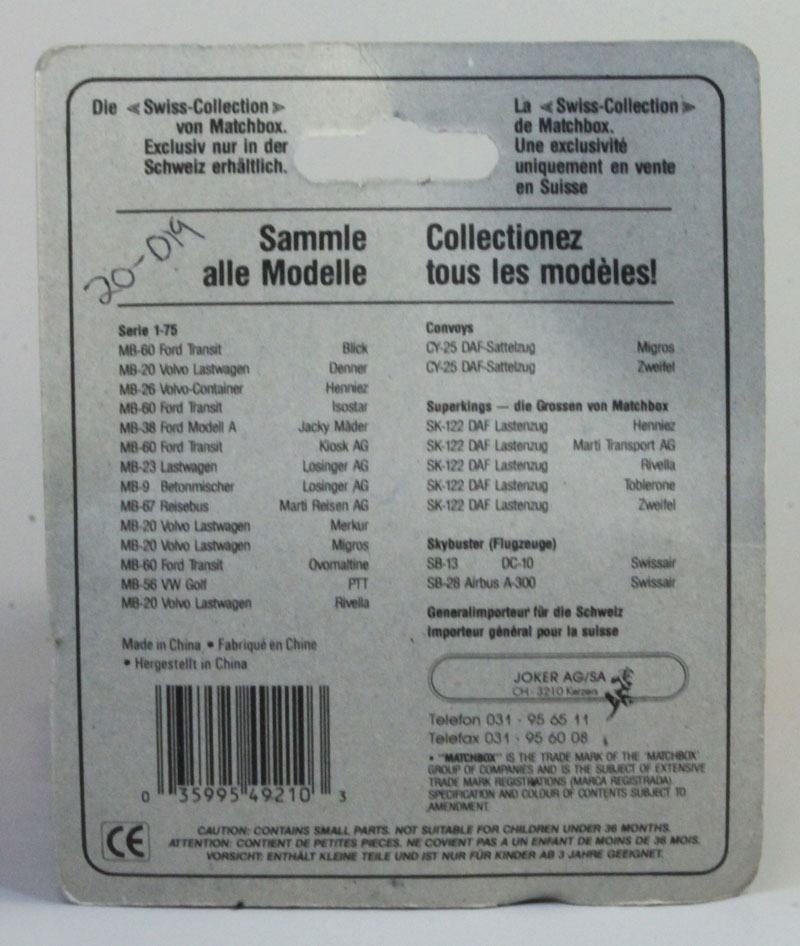 Die «Swiss-Collection»
von Matchbox.
Exclusiv nur in der
Schweiz erhältlich.
La «Swiss-Collection»
de Matchbox.
Une exclusivité
uniquement en vente
en Suisse
20-019
Sammle
alle Modelle
Collectionez
tous les modèles!
Serie 1-75
MB-60 Ford Transit Blick
MB-20 Volvo Lastwagen Denner
MB-26 Volvo-Container Henniez
MB-60 Ford Transit Isostar
MB-38 Ford Modell A Jacky Mäder
MB-60 Ford Transit Kiosk AG
MB-23 Lastwagen Losinger AG
MB-9 Betonmischer Losinger AG
MB-67 Reisebus Marti Reisen AG
MB-20 Volvo Lastwagen Merkur
MB-20 Volvo Lastwagen Migros
MB-60 Ford Transit Ovomaltine
MB-56 VW Golf PTT
MB-20 Volvo Lastwagen Rivella
Made in China • Fabriqué en Chine
• Hergestellt in China
0 35995 49210 3
Convoys
CY-25 DAF-Sattelzug Migros
CY-25 DAF-Sattelzug Zweifel
Superkings — die Grossen von Matchbox
SK-122 DAF Lastenzug Henniez
SK-122 DAF Lastenzug Marti Transport AG
SK-122 DAF Lastenzug Rivella
SK-122 DAF Lastenzug Toblerone
SK-122 DAF Lastenzug Zweifel
Skybuster (Flugzeuge)
SB-13 DC-10 Swissair
SB-28 Airbus A-300 Swissair
Generalimporteur für die Schweiz
Importeur général pour la suisse
JOKER AG/SA
CH-3210 Kerzers
Telefon 031 - 95 65 11
Telefax 031 - 95 60 08
• "MATCHBOX" IS THE TRADE MARK OF THE 'MATCHBOX'
GROUP OF COMPANIES AND IS THE SUBJECT OF EXTENSIVE
TRADE MARK REGISTRATIONS (MARCA REGISTRADA).
SPECIFICATION AND COLOUR OF CONTENTS SUBJECT TO
AMENDMENT.
CE
CAUTION: CONTAINS SMALL PARTS. NOT SUITABLE FOR CHILDREN UNDER 36 MONTHS.
ATTENTION: CONTIENT DE PETITES PIECES. NE COVIENT PAS A UN ENFANT DE MOINS DE 36 MOIS.
VORSICHT: ENTHÄLT KLEINE TEILE UND IST NUR FÜR KINDER AB 3 JAHRE GEEIGNET.